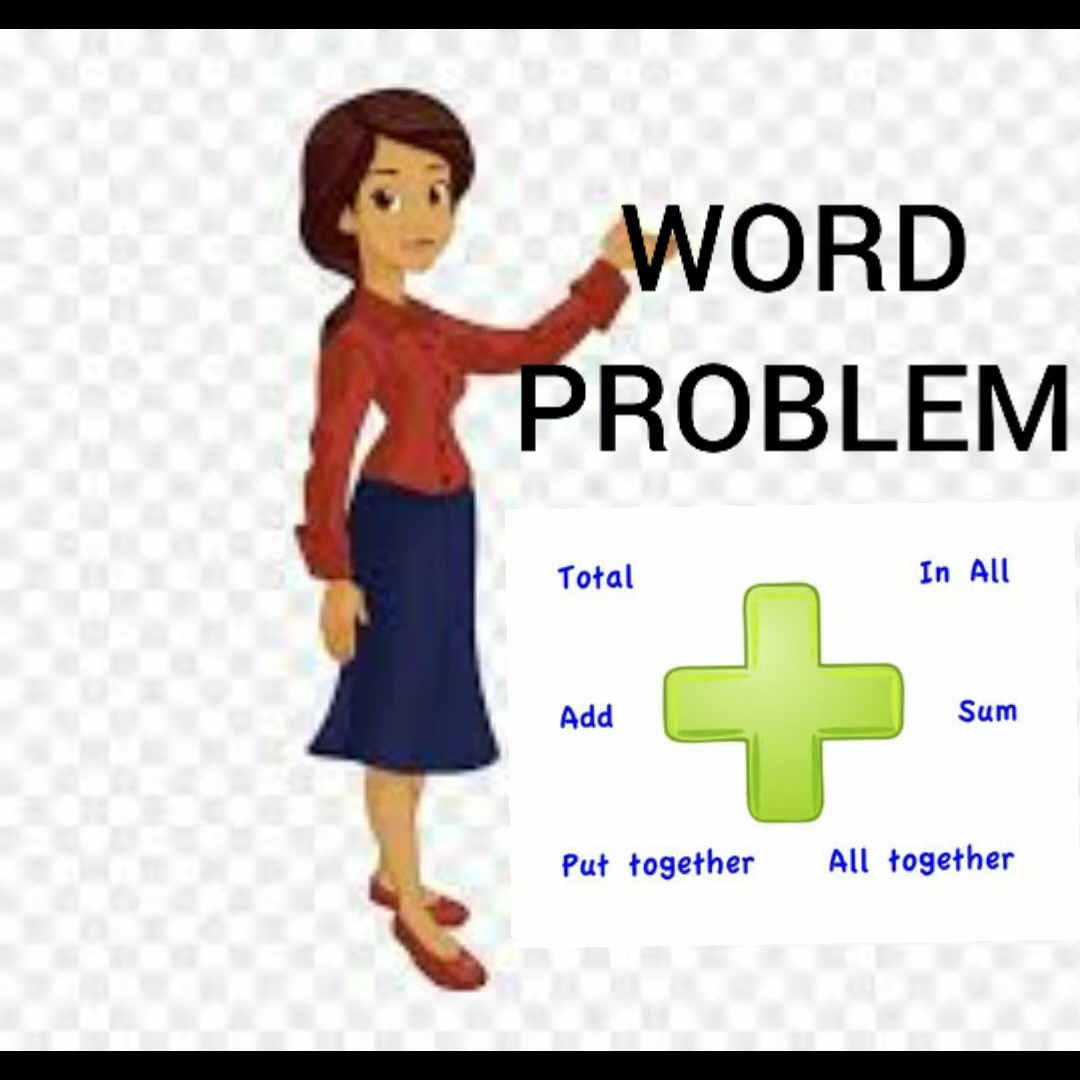 WORD
PROBLEM
Total In All
Add Sum
Put together All together